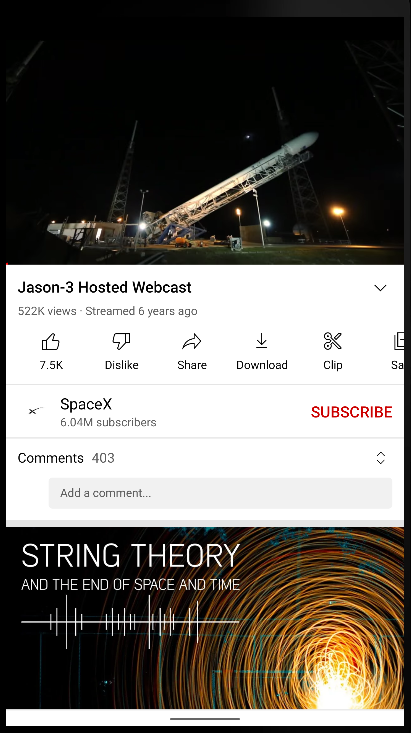 Jason-3 Hosted Webcast
522K views · Streamed 6 years ago
7.5K Dislike Share Download Clip Sa
SpaceX
6.04M subscribers
SUBSCRIBE
Comments 403
Add a comment...
STRING THEORY
AND THE END OF SPACE AND TIME